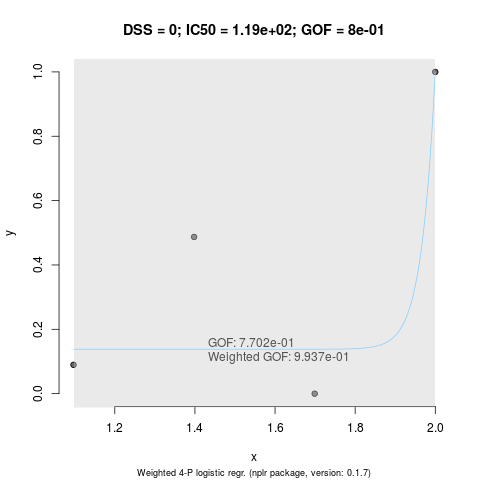 DSS = 0; IC50 = 1.19e+02; GOF = 8e-01
1.0
0.8
0.6
0.4
0.2
0.0
y
GOF: 7.702e-01
Weighted GOF: 9.937e-01
1.2 1.4 1.6 1.8 2.0
x
Weighted 4-P logistic regr. (nplr package, version: 0.1.7)